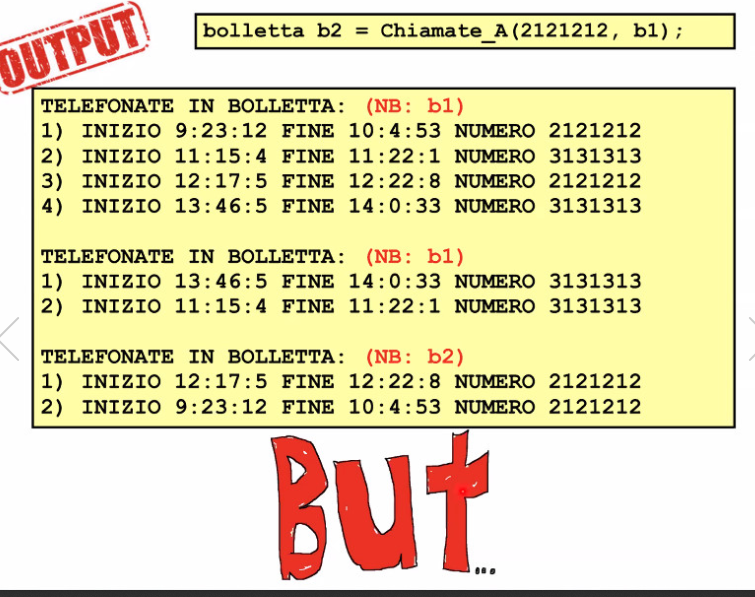 OUTPUT
bolletta b2 = Chiamate_A(2121212, b1);
TELEFONATE IN BOLLETTA: (NB: b1)
1) INIZIO 9:23:12 FINE 10:4:53 NUMERO 2121212
2) INIZIO 11:15:4 FINE 11:22:1 NUMERO 3131313
3) INIZIO 12:17:5 FINE 12:22:8 NUMERO 2121212
4) INIZIO 13:46:5 FINE 14:0:33 NUMERO 3131313
TELEFONATE IN BOLLETTA: (NB: b1)
1) INIZIO 13:46:5 FINE 14:0:33 NUMERO 3131313
2) INIZIO 11:15:4 FINE 11:22:1 NUMERO 3131313
TELEFONATE IN BOLLETTA: (NB: b2)
1) INIZIO 12:17:5 FINE 12:22:8 NUMERO 2121212
2) INIZIO 9:23:12 FINE 10:4:53 NUMERO 2121212
But...